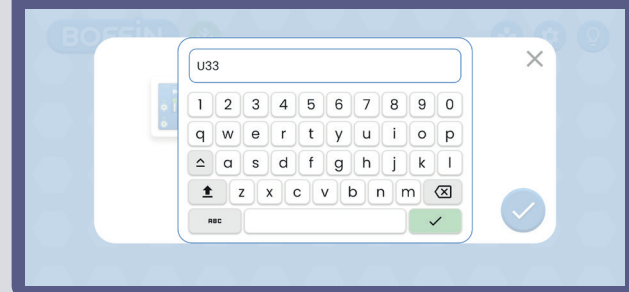 BOFFIN
U33
1 2 3 4 5 6 7 8 9 0
q w e r t y u i o p
a s d f g h j k l
z x c v b n m
ABC